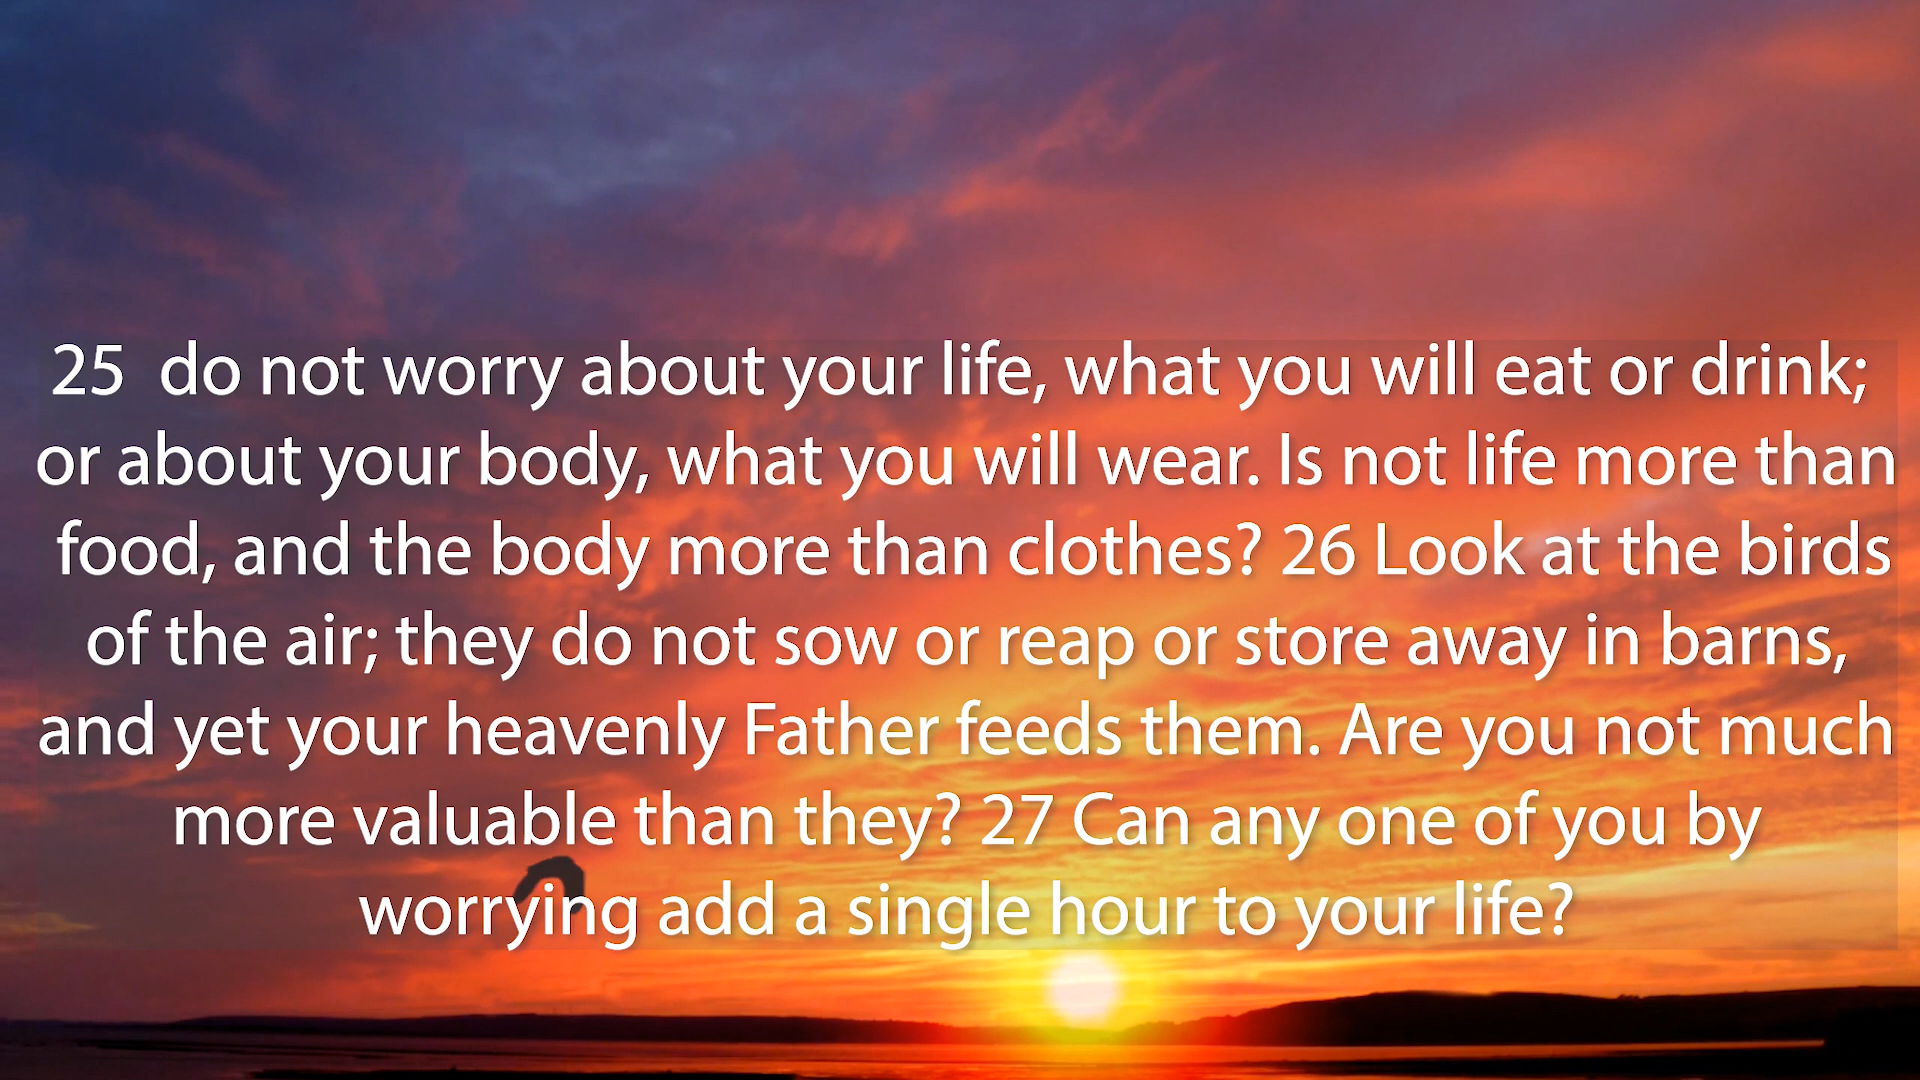 25  do not worry about your life, what you will eat or drink;
or about your body, what you will wear. Is not life more than
food, and the body more than clothes? 26 Look at the birds
of the air; they do not sow or reap or store away in barns,
and yet your heavenly Father feeds them. Are you not much
more valuable than they? 27 Can any one of you by
worrying add a single hour to your life?